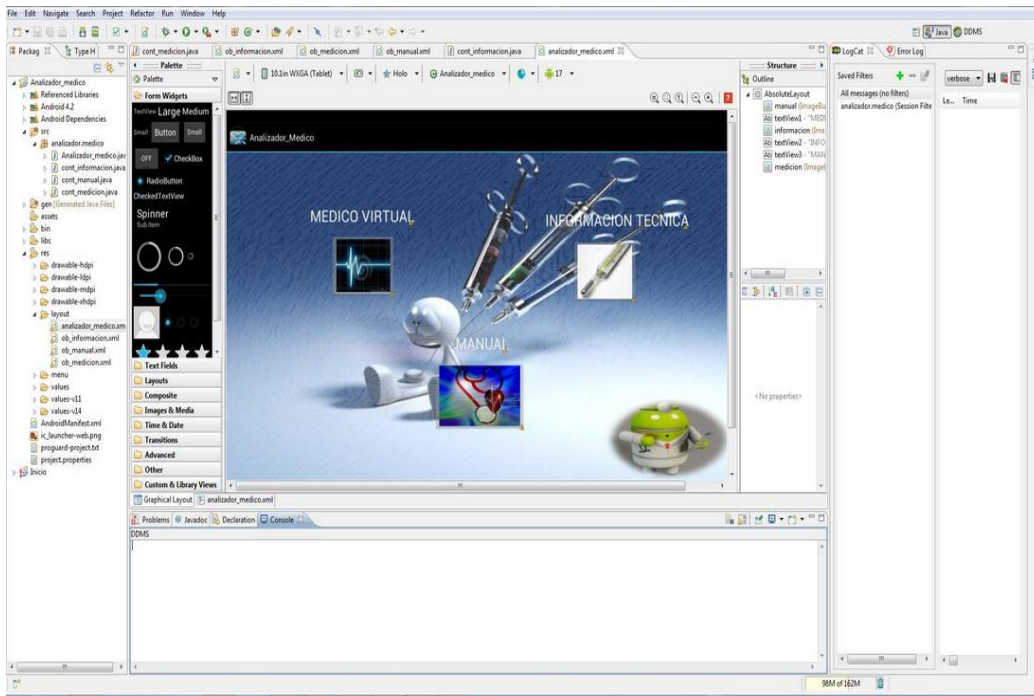 File Edit Navigate Search Project Refactor Run Window Help
Java DDMS
Packag Type H
Analizador_medico
Referenced Libraries
Android 4.2
Android Dependencies
src
analizador.medico
Analizador_medico.jav
cont_informacion.java
cont_manual.java
cont_medicion.java
gen [Generated Java Files]
assets
bin
libs
res
drawable-hdpi
drawable-ldpi
drawable-mdpi
drawable-xhdpi
layout
analizador_medico.xm
ob_informacion.xml
ob_manual.xml
ob_medicion.xml
menu
values
values-v11
values-v14
AndroidManifest.xml
ic_launcher-web.png
proguard-project.txt
project.properties
Inicio
cont_medicion.java ob_informacion.xml ob_medicion.xml ob_manual.xml cont_informacion.java analizador_medico.xml
Palette
Palette
Form Widgets
TextView Large Medium
Small Button Small
OFF CheckBox
RadioButton
CheckedTextView
Spinner
Sub Item
Text Fields
Layouts
Composite
Images & Media
Time & Date
Transitions
Advanced
Other
Custom & Library Views
10.1in WXGA (Tablet) Holo Analizador_medico 17
Analizador_Medico
MEDICO VIRTUAL
INFORMACION TECNICA
MANUAL
Graphical Layout analizador_medico.xml
Structure
Outline
AbsoluteLayout
manual (ImageBu
textView1 - "MEDI
informacion (Ima
textView2 - "INFO
textView3 - "MAN
medicion (ImageI
<No properties>
LogCat Error Log
Saved Filters
All messages (no filters)
analizador.medico (Session Filte
verbose
Le... Time
Problems Javadoc Declaration Console
DDMS
98M of 162M